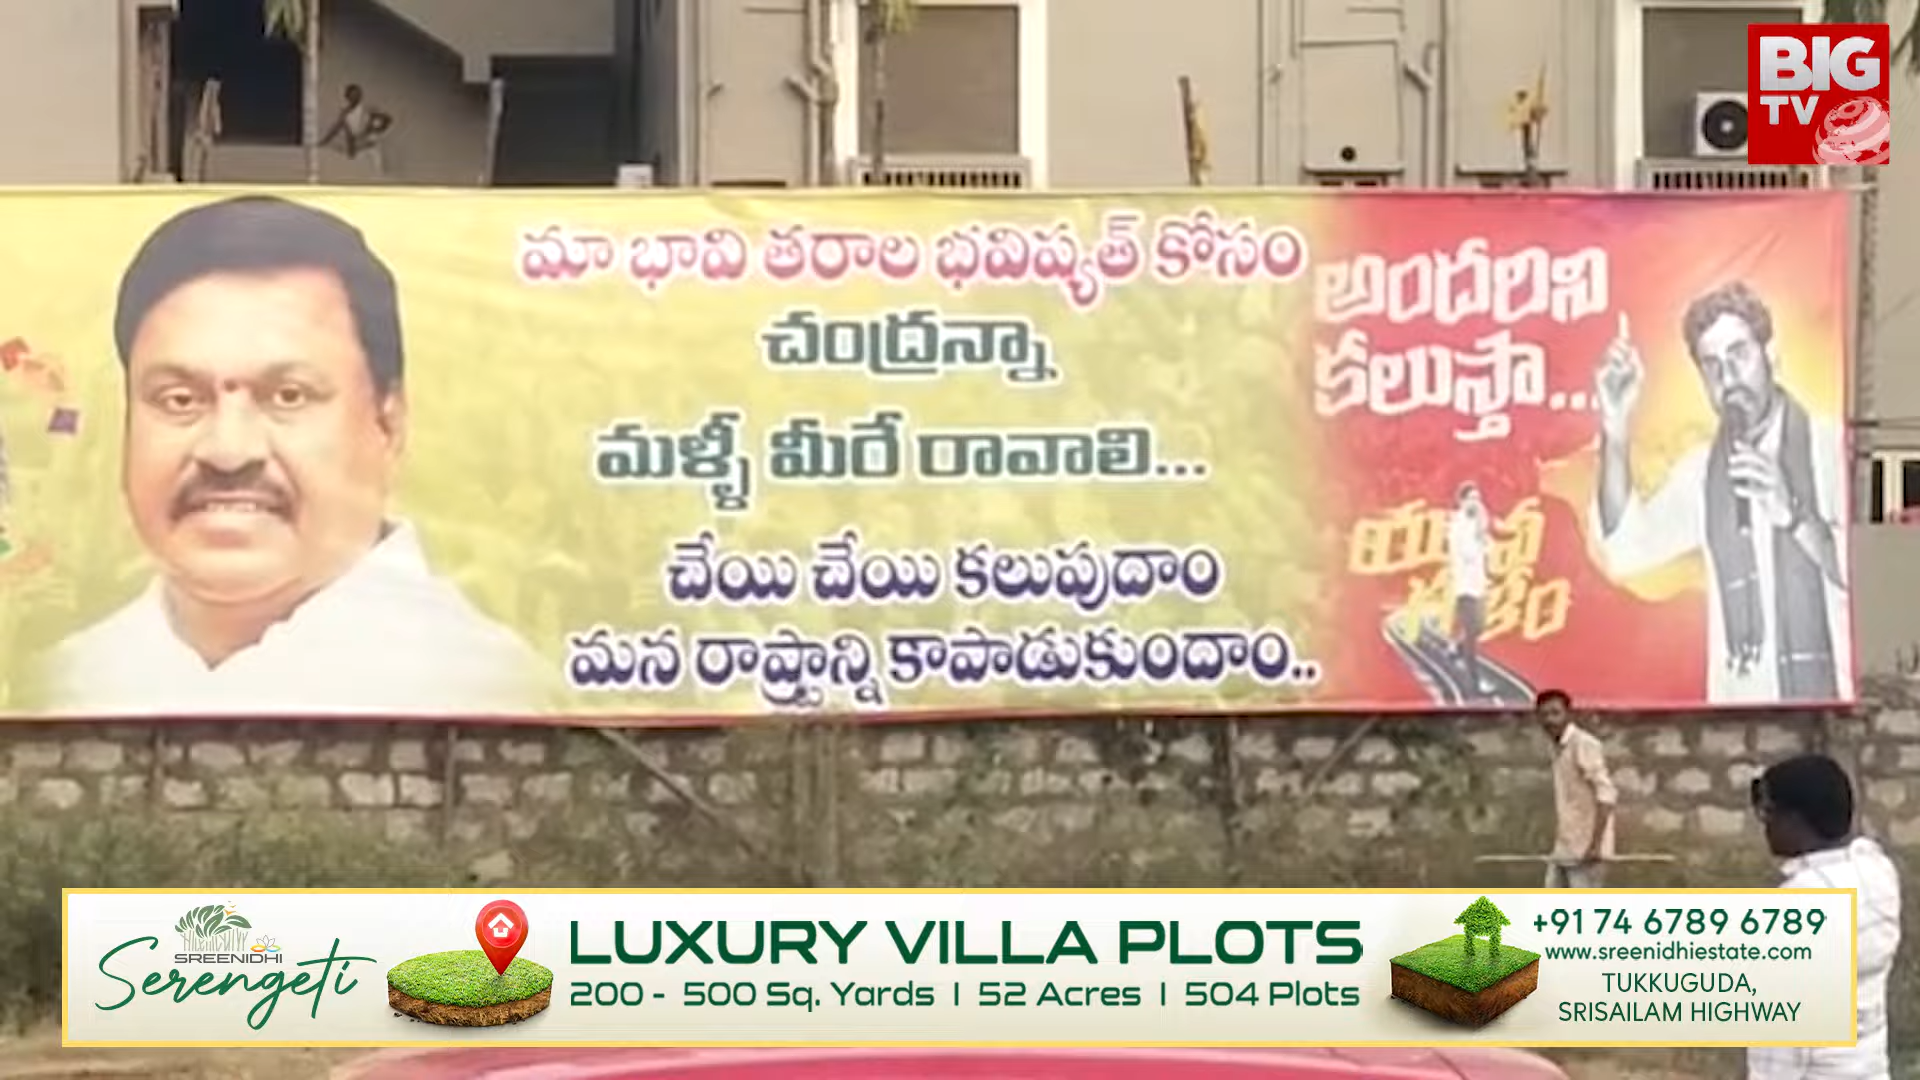 BIG
TV
మా భావి తరాల భవిష్యత్ కోసం
చంద్రన్నా
మళ్ళీ మీరే రావాలి...
చేయి చేయి కలుపుదాం
మన రాష్ట్రాన్ని కాపాడుకుందాం..
అందరిని
కలుస్తా...
యువ
గళం
SREENIDHI
Serengeti
LUXURY VILLA PLOTS
200 - 500 Sq. Yards I 52 Acres I 504 Plots
+91 74 6789 6789
www.sreenidhiestate.com
TUKKUGUDA,
SRISAILAM HIGHWAY